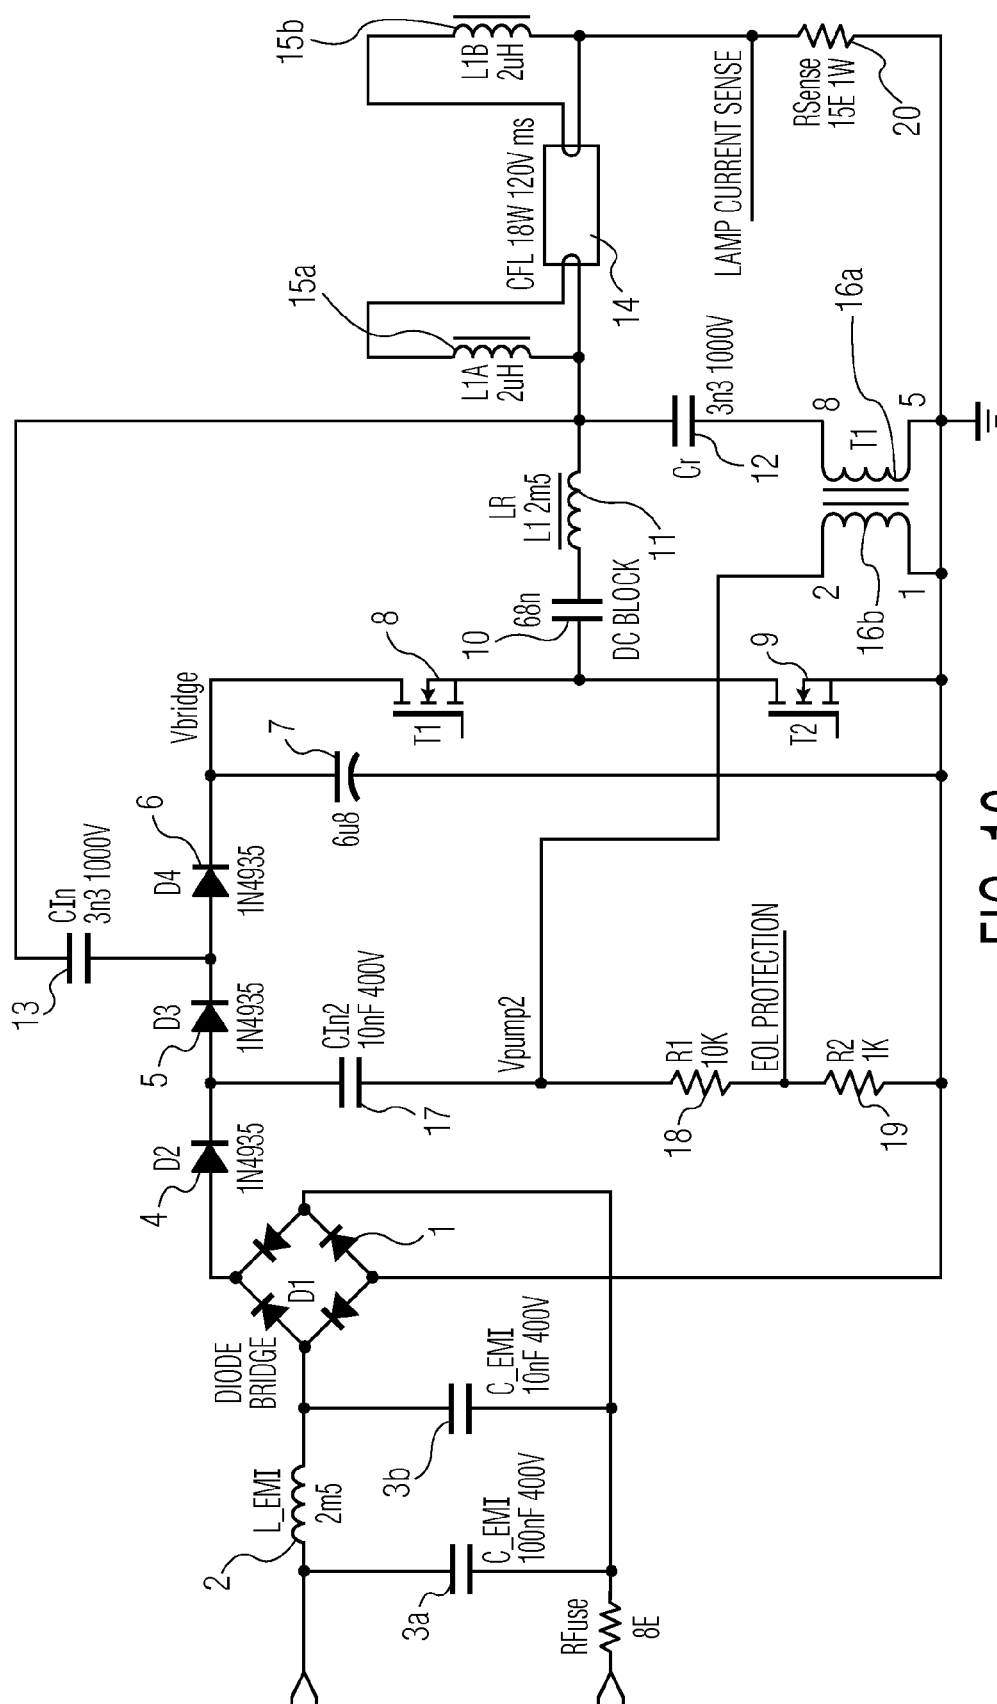 13
CIn
3n3 1000V
15b
15a
4
D2
1N4935
5
D3
1N4935
6
D4
1N4935
Vbridge
DIODE
BRIDGE
D1
1
2
L_EMI
2m5
7
6u8
CIn2
10nF 400V
17
8
T1
L1A
2uH
L1B
2uH
3a
C_EMI
100nF 400V
3b
C_EMI
10nF 400V
Vpump2
10
68n
DC BLOCK
LR
L1 2m5
11
CFL 18W 120V ms
14
RFuse
8E
18
R1
10K
EOL PROTECTION
R2
1K
19
T2
9
Cr
3n3 1000V
12
LAMP CURRENT SENSE
2
1
16b
8
T1
5
16a
RSense
15E 1W
20
FIG.